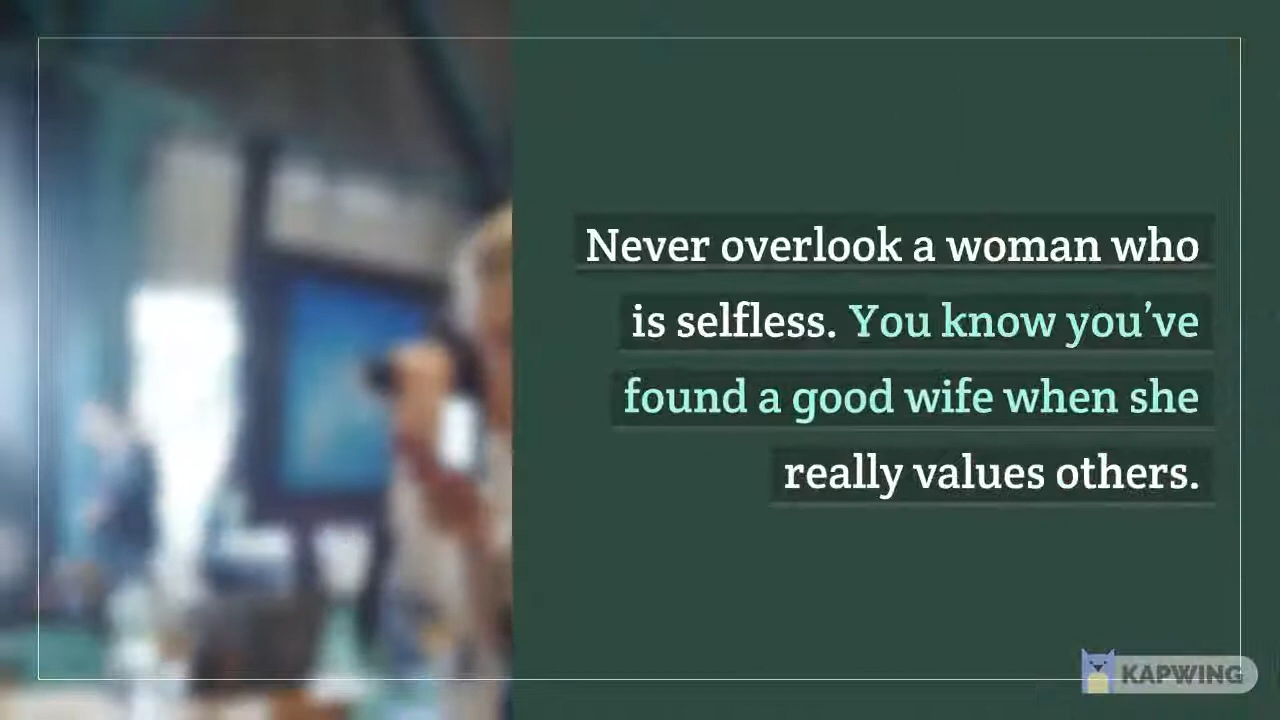 Never overlook a woman who
is selfless. You know you’ve
found a good wife when she
really values others.
KAPWING